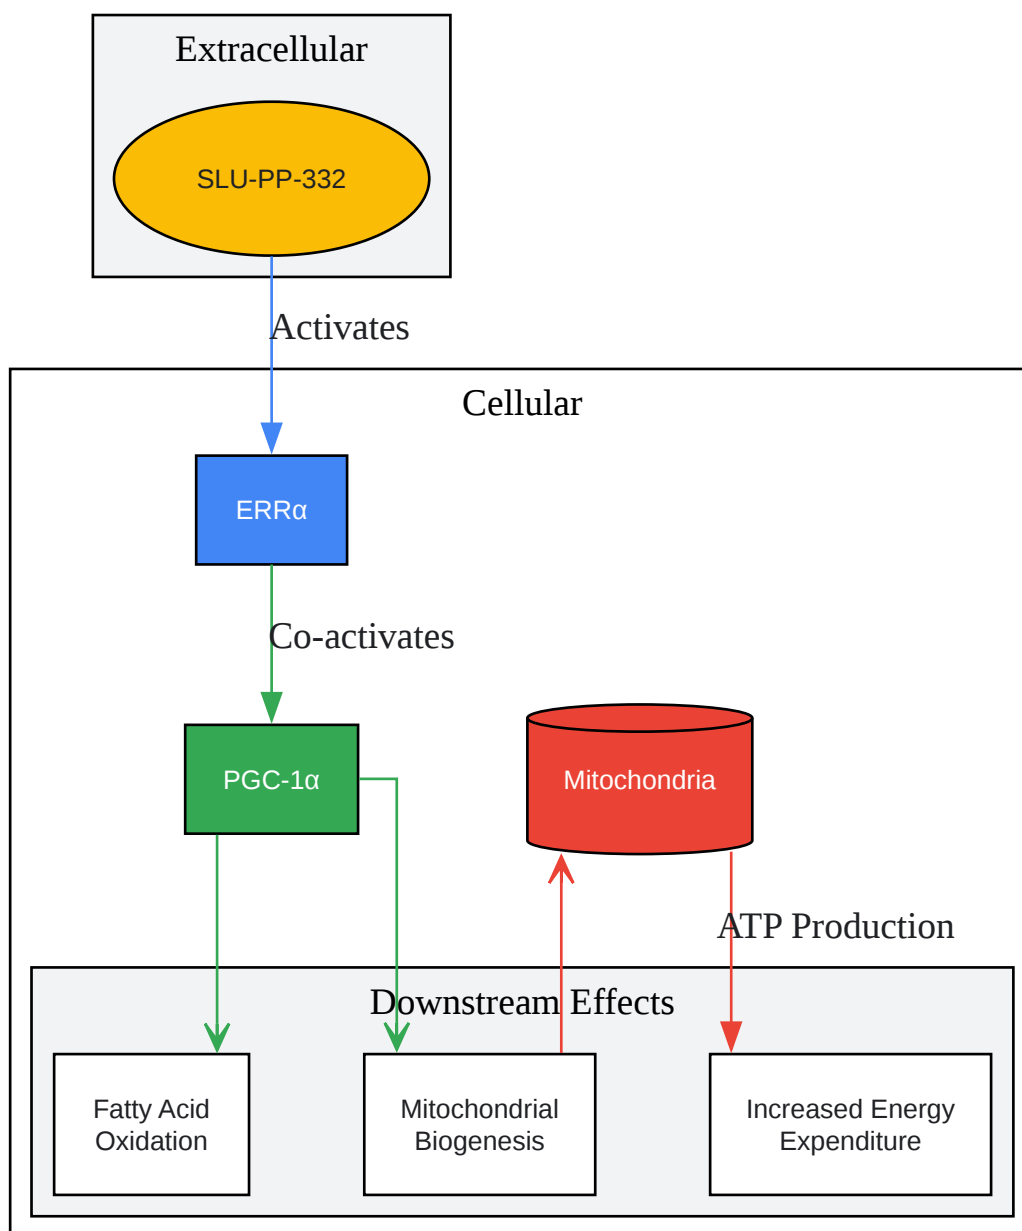 Extracellular
SLU-PP-332
Activates
Cellular
ERRα
Co-activates
PGC-1α
Mitochondria
ATP Production
Downstream Effects
Fatty Acid
Oxidation
Mitochondrial
Biogenesis
Increased Energy
Expenditure